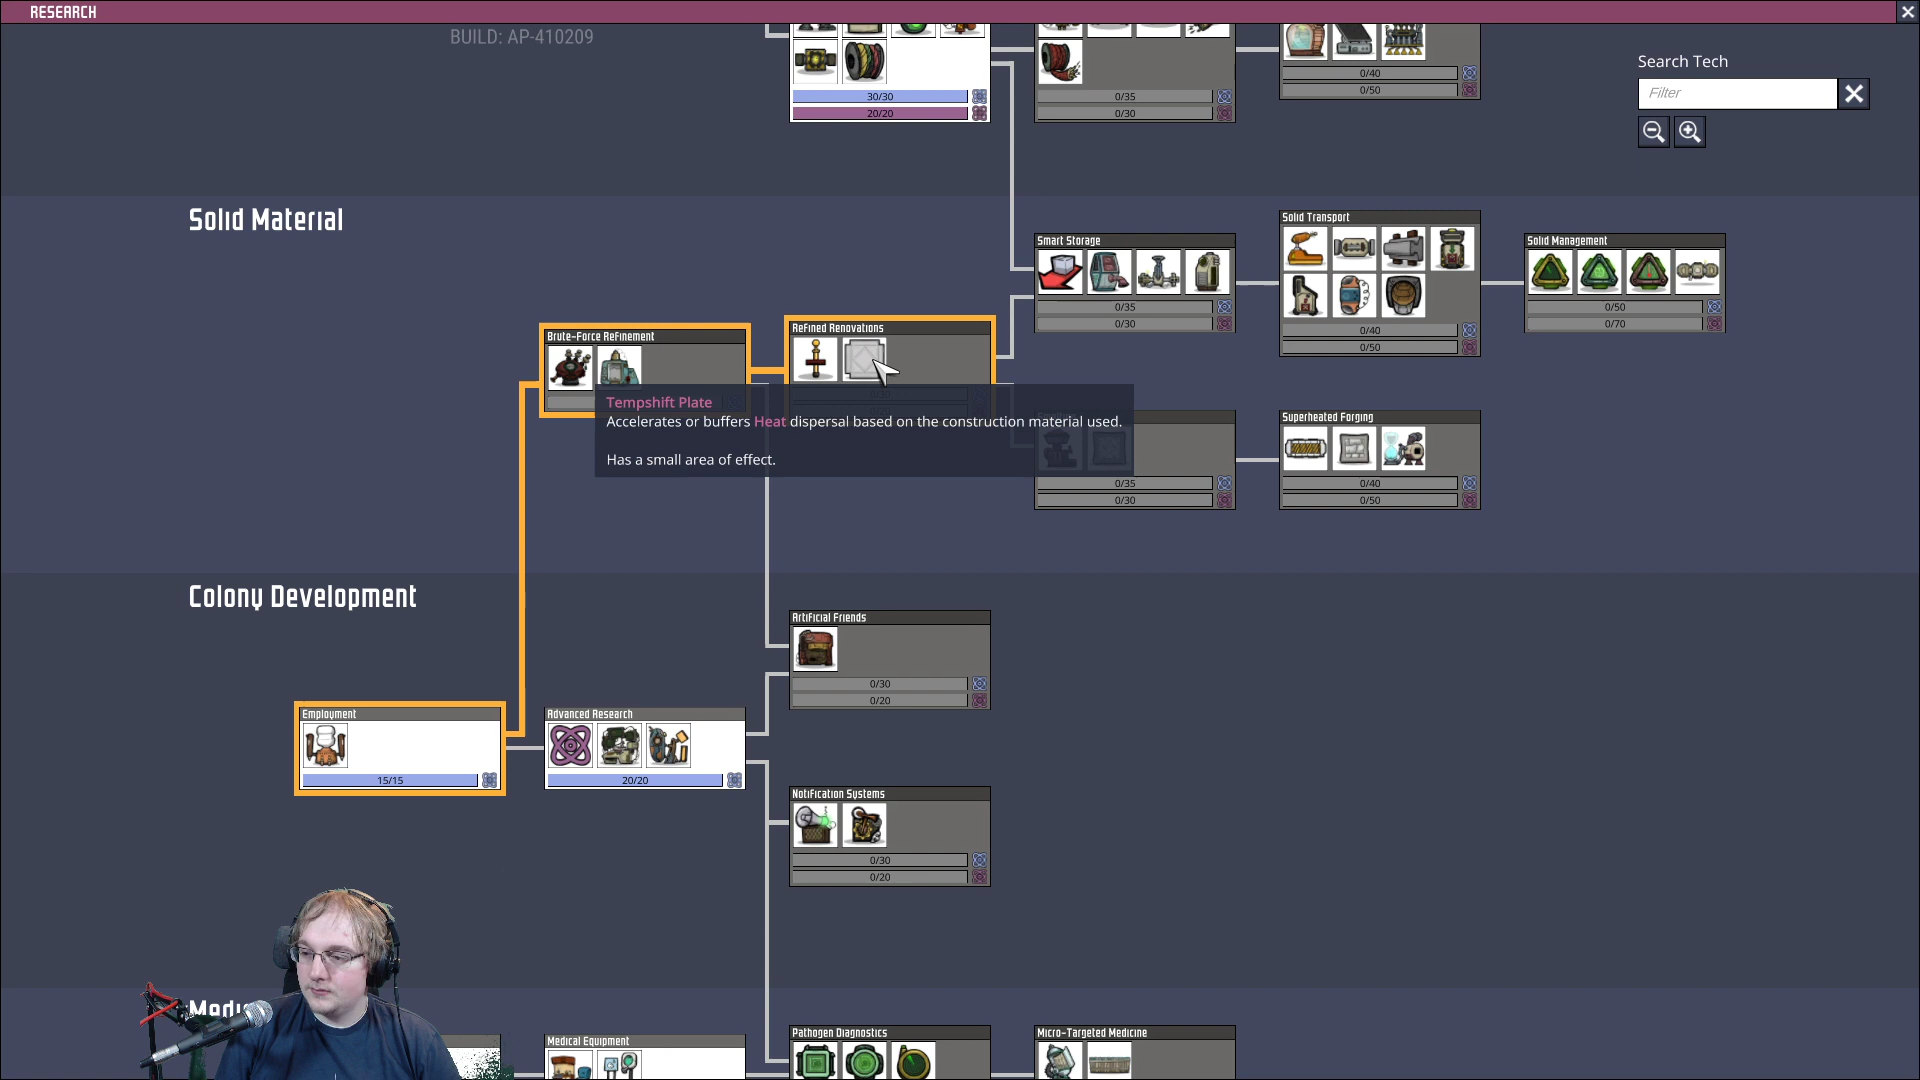 RESEARCH
BUILD: AP-410209
Search Tech
Filter
30/30
20/20
0/35
0/30
0/40
0/50
Solid Material
Brute-Force Refinement
Refined Renovations
Smart Storage
0/35
0/30
Solid Transport
0/40
0/50
Solid Management
0/50
0/70
Tempshift Plate
Accelerates or buffers Heat dispersal based on the construction material used.
Has a small area of effect.
0/35
0/30
Superheated Forging
0/40
0/50
Colony Development
Employment
15/15
Advanced Research
20/20
Artificial Friends
0/30
0/20
Notification Systems
0/30
0/20
Medical Equipment
Pathogen Diagnostics
Micro-Targeted Medicine